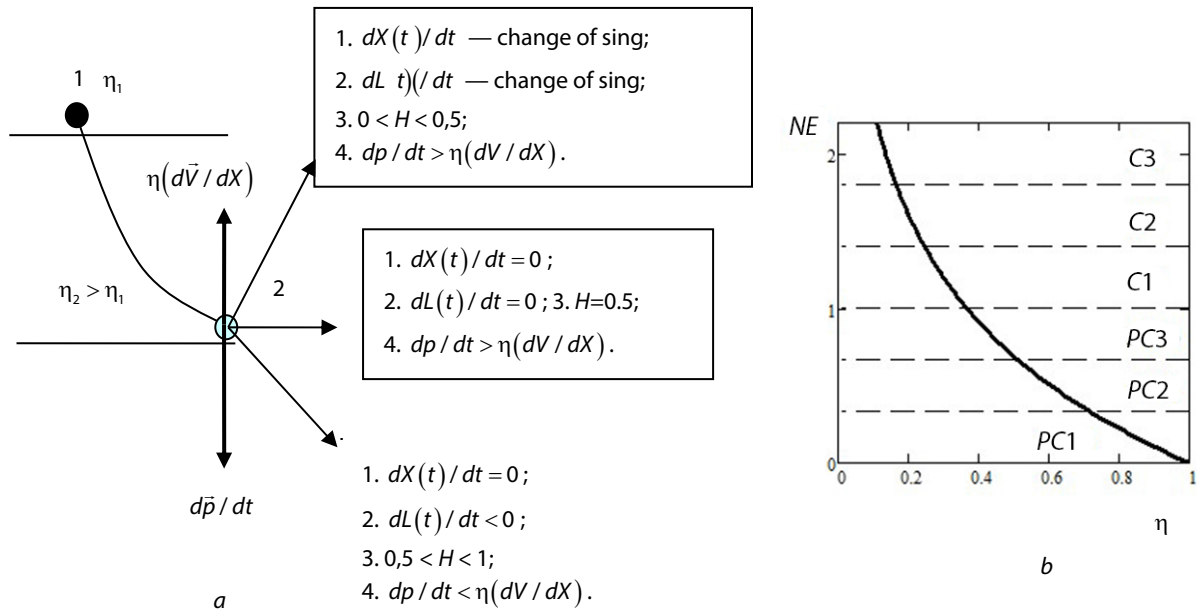 1. dX(t)/dt — change of sing;
2. dL t)(/ dt — change of sing;
3. 0 < H < 0,5;
4. dp / dt > η(dV / dX).
1 η₁
η(dV⃗ / dX)
η₂ > η₁
2
1. dX(t)/dt = 0 ;
2. dL(t)/dt = 0 ; 3. H=0.5;
4. dp / dt > η(dV / dX).
dp⃗ / dt
1. dX(t)/dt = 0 ;
2. dL(t)/dt < 0 ;
3. 0,5 < H < 1;
4. dp / dt < η(dV / dX).
a
NE
2
1
0
C3
C2
C1
PC3
PC2
PC1
0 0.2 0.4 0.6 0.8 1
η
b